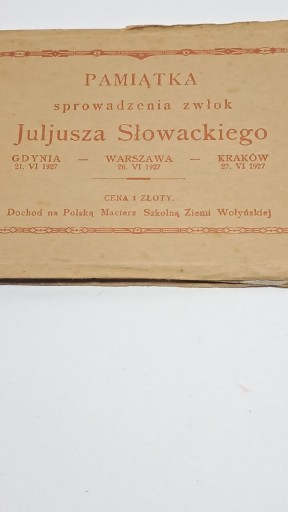 PAMIĄTKA
sprowadzenia zwłok
Juljusza Słowackiego
GDYNIA — WARSZAWA — KRAKÓW
21. VI 1927 26. VI 1927 27. VI 1927
CENA 1 ZŁOTY.
Dochod na Polską Macierz Szkolną Ziemi Wołyńskiej